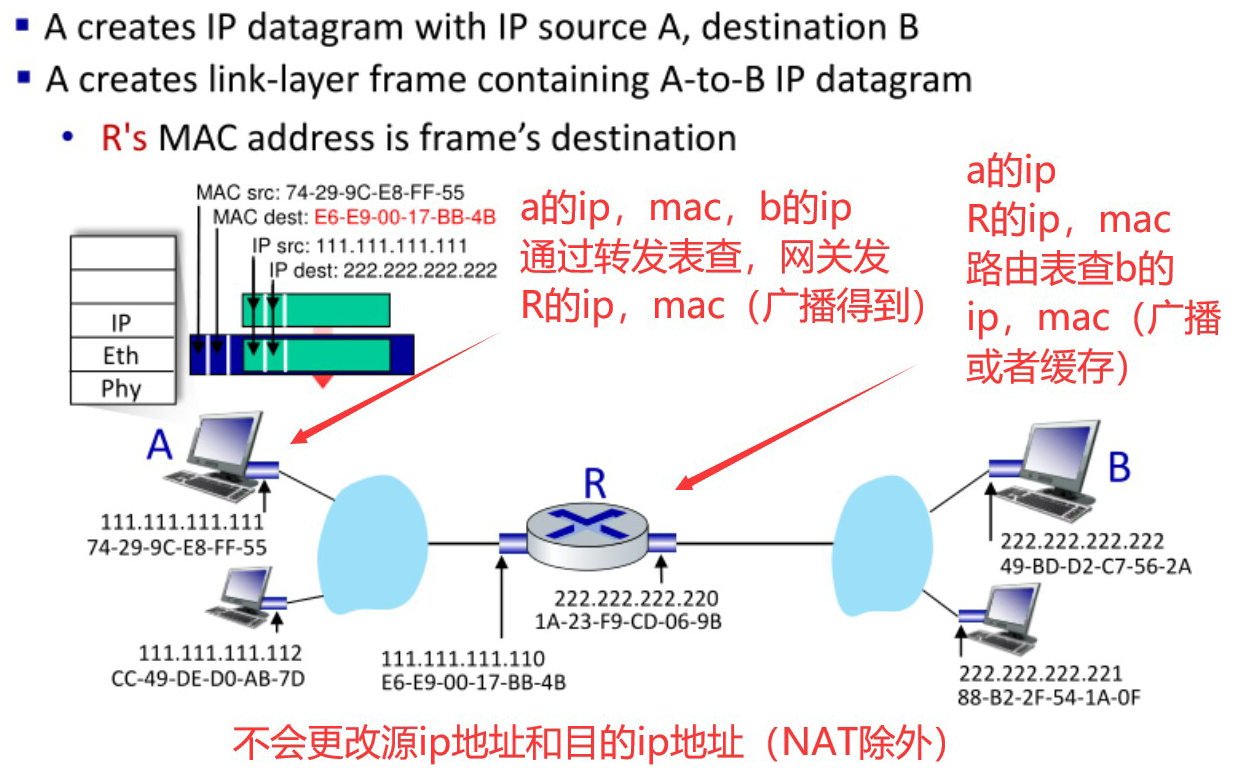 A creates IP datagram with IP source A, destination B
A creates link-layer frame containing A-to-B IP datagram
R's MAC address is frame's destination
MAC src: 74-29-9C-E8-FF-55
MAC dest: E6-E9-00-17-BB-4B
IP src: 111.111.111.111
IP dest: 222.222.222.222
IP
Eth
Phy
a的ip，mac，b的ip
通过转发表查，网关发
R的ip，mac（广播得到）
a的ip
R的ip，mac
路由表查b的
ip，mac（广播
或者缓存）
A
R
B
111.111.111.111
74-29-9C-E8-FF-55
222.222.222.222
49-BD-D2-C7-56-2A
222.222.222.220
1A-23-F9-CD-06-9B
111.111.111.112
CC-49-DE-D0-AB-7D
111.111.111.110
E6-E9-00-17-BB-4B
222.222.222.221
88-B2-2F-54-1A-0F
不会更改源ip地址和目的ip地址（NAT除外）